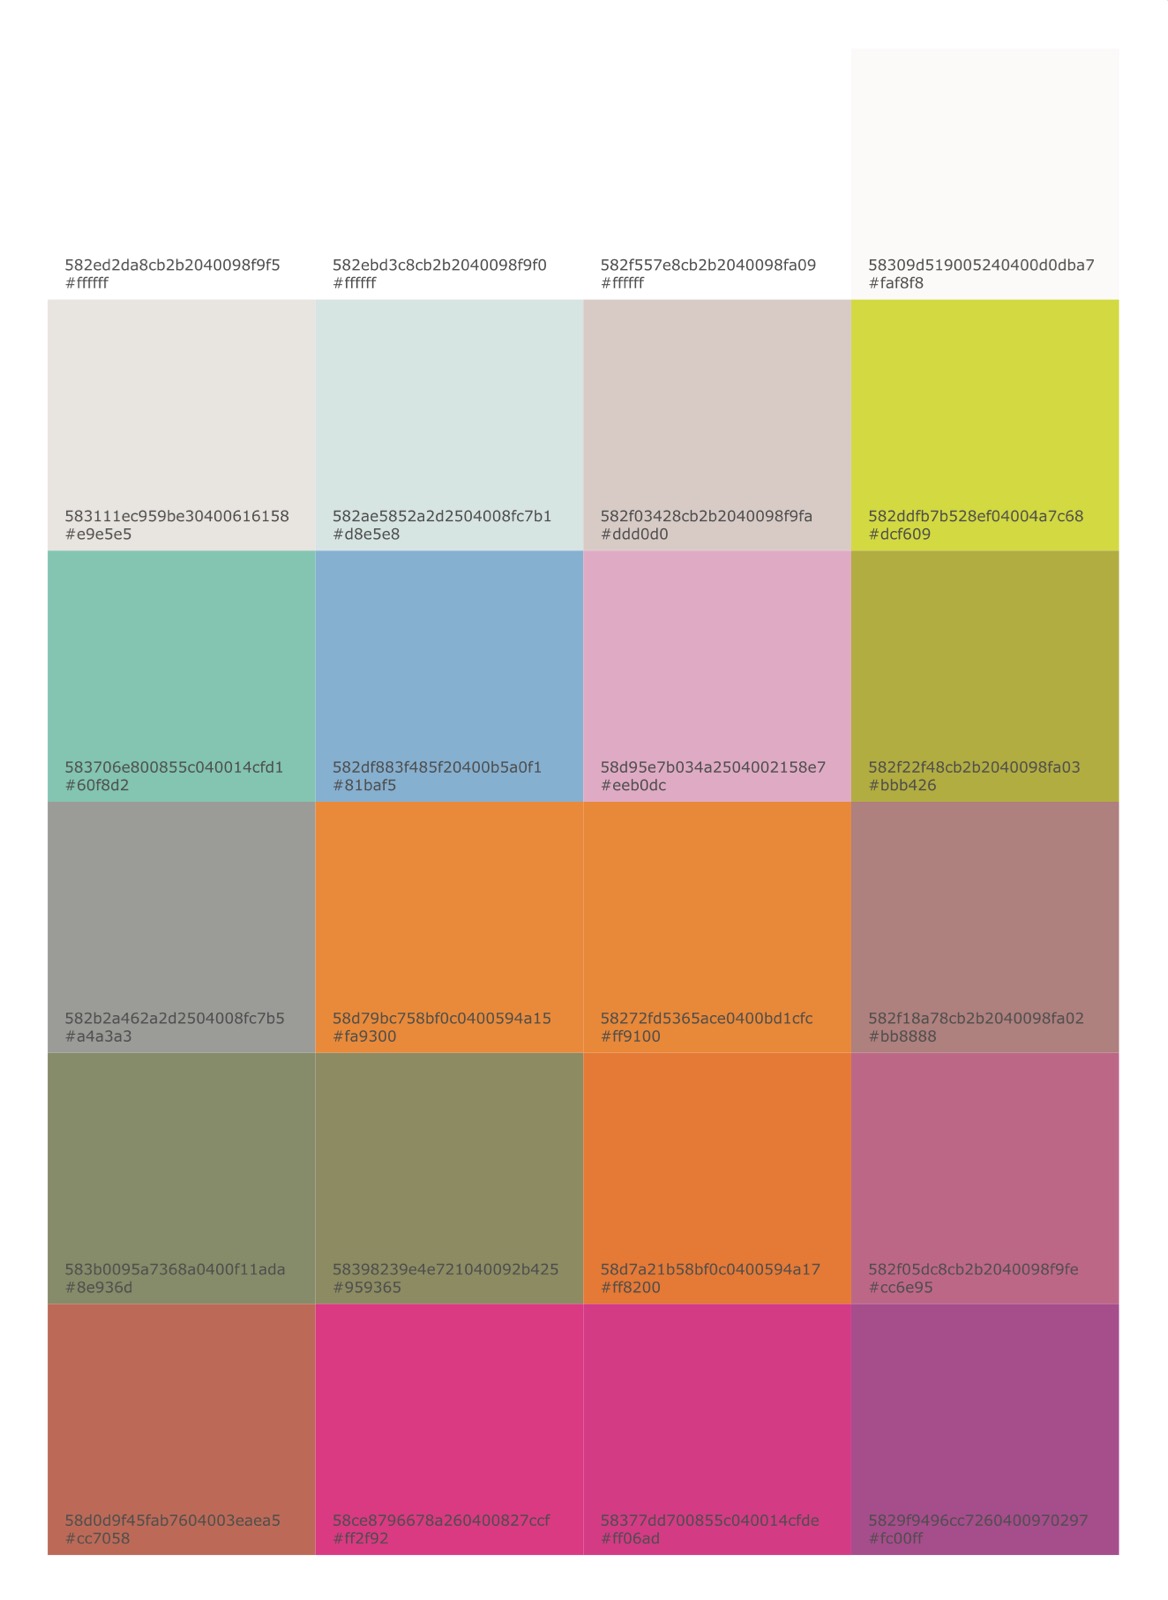 582ed2da8cb2b2040098f9f5
#ffffff
582ebd3c8cb2b2040098f9f0
#ffffff
582f557e8cb2b2040098fa09
#ffffff
58309d519005240400d0dba7
#faf8f8
583111ec959be30400616158
#e9e5e5
582ae5852a2d2504008fc7b1
#d8e5e8
582f03428cb2b2040098f9fa
#ddd0d0
582ddfb7b528ef04004a7c68
#dcf609
583706e800855c040014cfd1
#60f8d2
582df883f485f20400b5a0f1
#81baf5
58d95e7b034a2504002158e7
#eeb0dc
582f22f48cb2b2040098fa03
#bbb426
582b2a462a2d2504008fc7b5
#a4a3a3
58d79bc758bf0c0400594a15
#fa9300
58272fd5365ace0400bd1cfc
#ff9100
582f18a78cb2b2040098fa02
#bb8888
583b0095a7368a0400f11ada
#8e936d
58398239e4e721040092b425
#959365
58d7a21b58bf0c0400594a17
#ff8200
582f05dc8cb2b2040098f9fe
#cc6e95
58d0d9f45fab7604003eaea5
#cc7058
58ce8796678a260400827ccf
#ff2f92
58377dd700855c040014cfde
#ff06ad
5829f9496cc7260400970297
#fc00ff